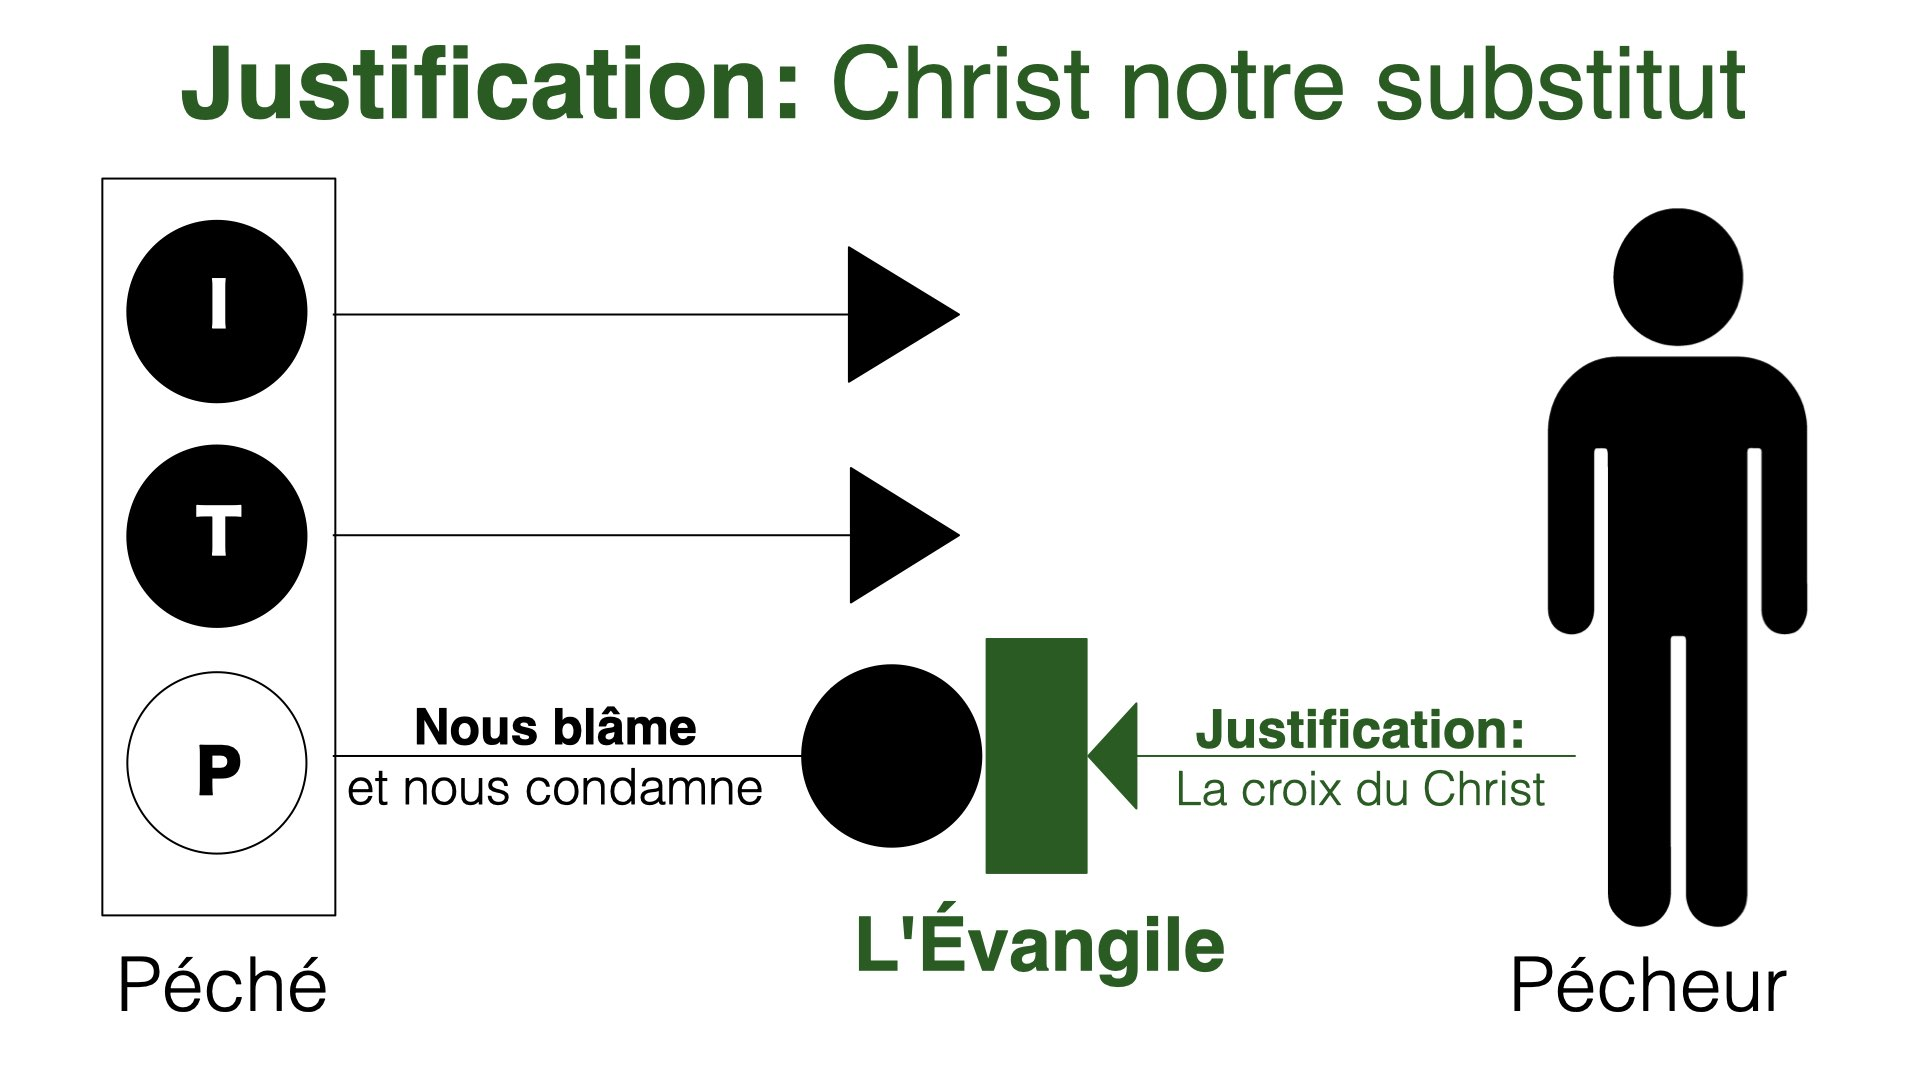 Justification: Christ notre substitut
I
T
P
Nous blâme
et nous condamne
Justification:
La croix du Christ
L'Évangile
Péché
Pécheur